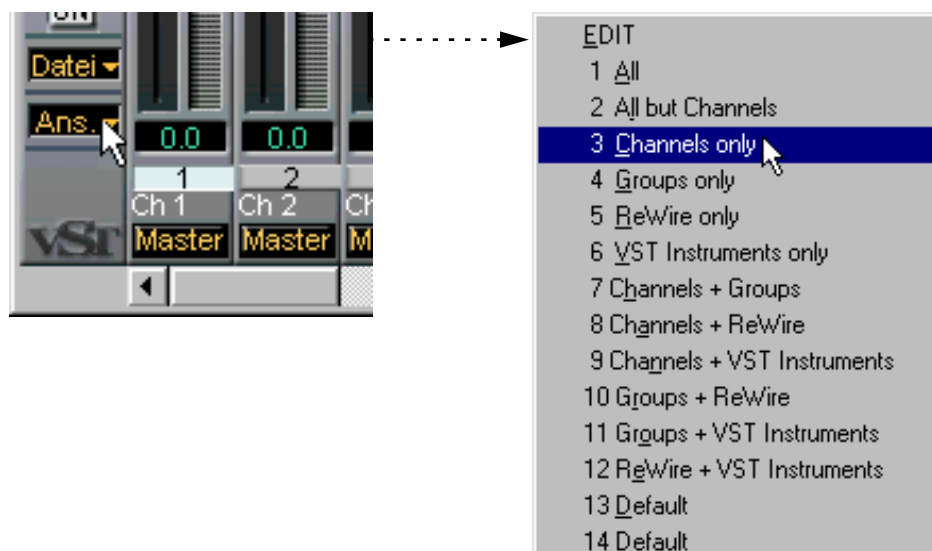 ON
Datei
Ans.
0.0 0.0
1 2
Ch 1 Ch 2 Ch
VST Master Master M
EDIT
1 All
2 All but Channels
3 Channels only
4 Groups only
5 ReWire only
6 VST Instruments only
7 Channels + Groups
8 Channels + ReWire
9 Channels + VST Instruments
10 Groups + ReWire
11 Groups + VST Instruments
12 ReWire + VST Instruments
13 Default
14 Default